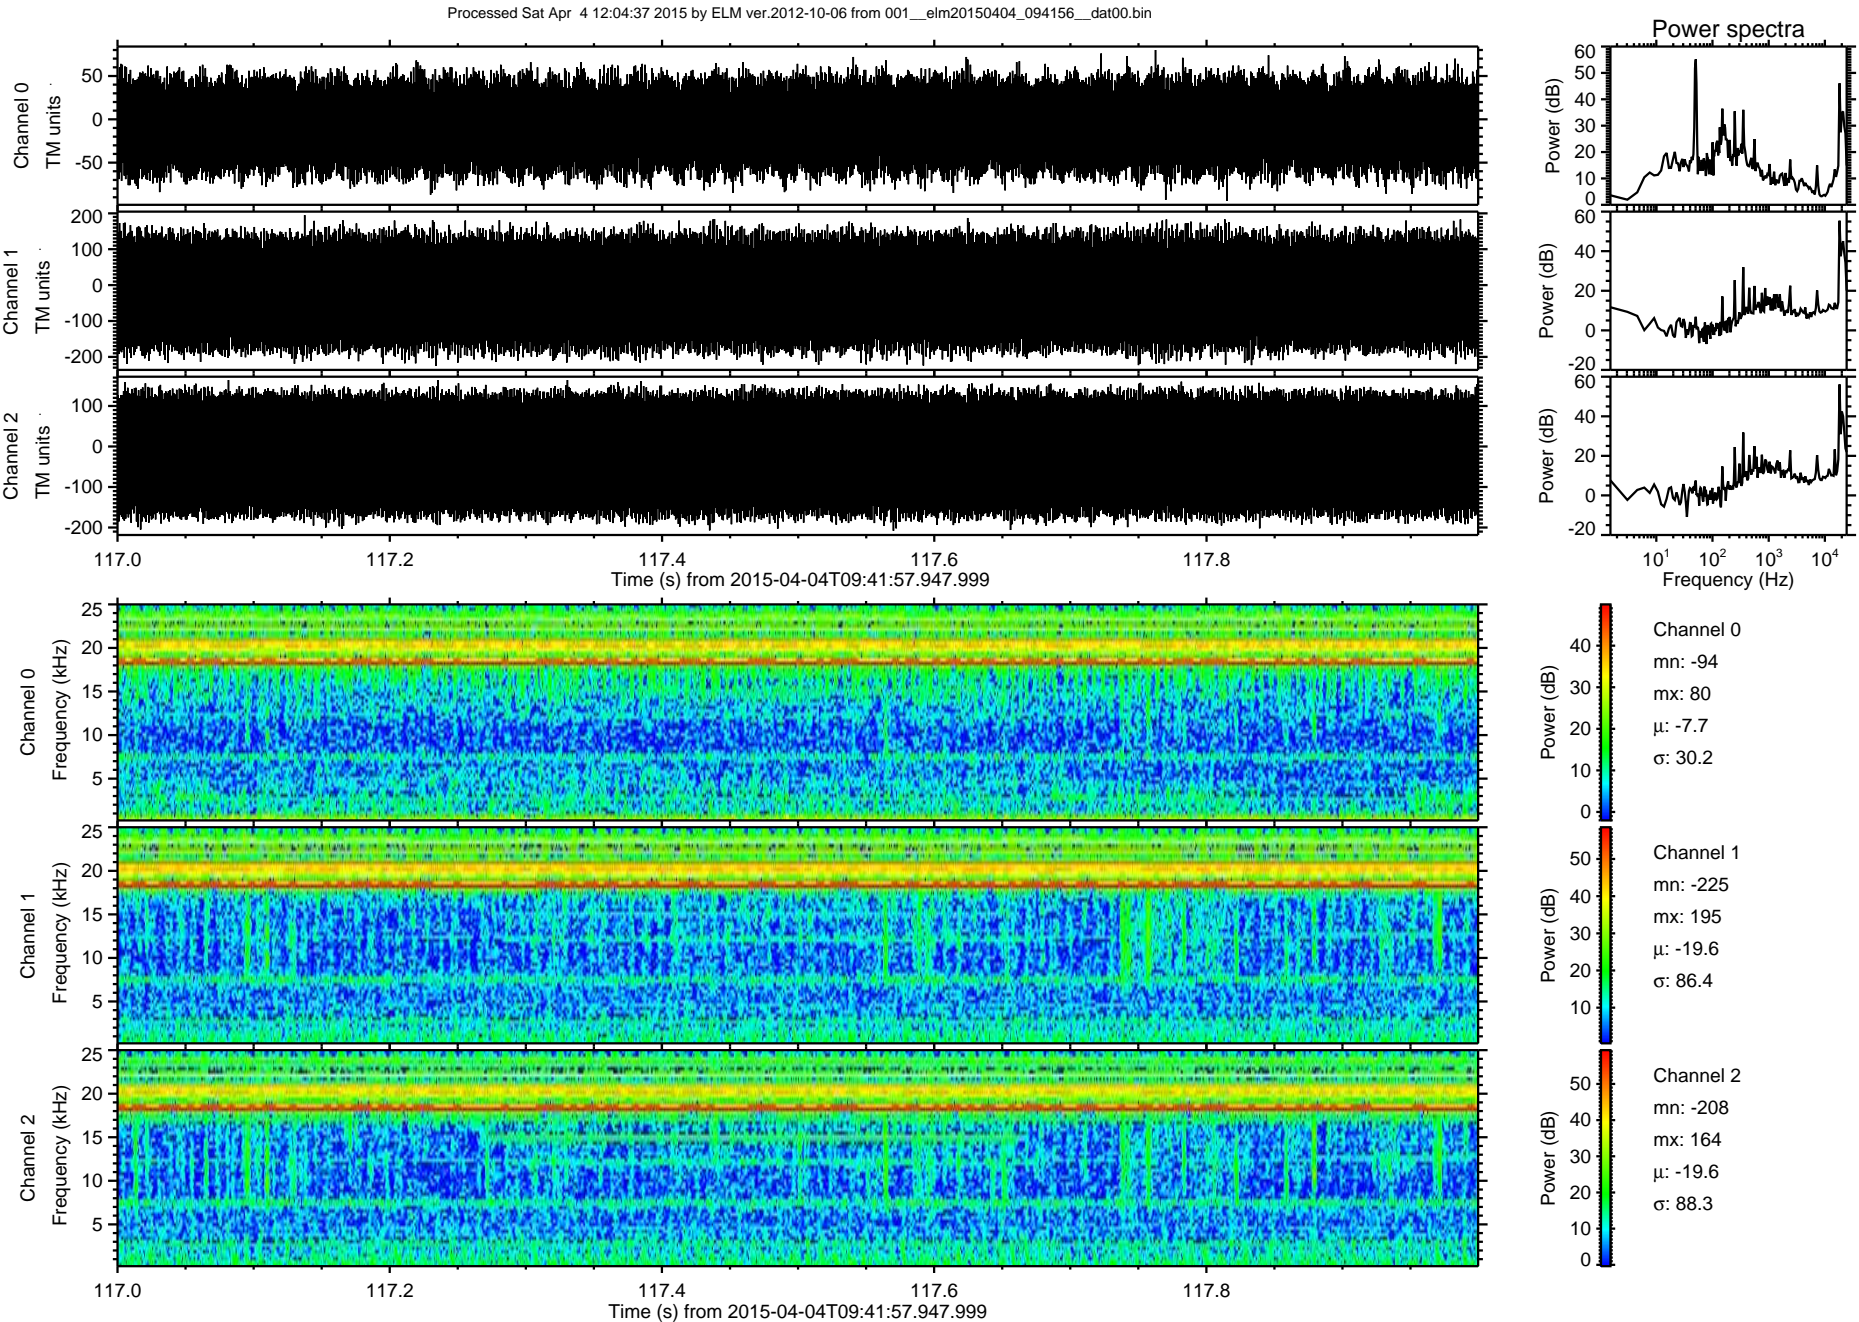 Processed Sat Apr  4 12:04:37 2015 by ELM ver.2012-10-06 from 001__elm20150404_094156__dat00.bin
Power spectra
Channel 0
TM units
50
0
-50
Power (dB)
60
50
40
30
20
10
0
Channel 1
TM units
200
100
0
-100
-200
Power (dB)
60
40
20
0
-20
Channel 2
TM units
100
0
-100
-200
Power (dB)
60
40
20
0
-20
117.0 117.2 117.4 117.6 117.8
Time (s) from 2015-04-04T09:41:57.947.999
10¹ 10² 10³ 10⁴
Frequency (Hz)
Channel 0
Frequency (kHz)
25
20
15
10
5
Power (dB)
40
30
20
10
0
Channel 0
mn: -94
mx: 80
μ: -7.7
σ: 30.2
Channel 1
Frequency (kHz)
25
20
15
10
5
Power (dB)
50
40
30
20
10
Channel 1
mn: -225
mx: 195
μ: -19.6
σ: 86.4
Channel 2
Frequency (kHz)
25
20
15
10
5
Power (dB)
50
40
30
20
10
0
Channel 2
mn: -208
mx: 164
μ: -19.6
σ: 88.3
117.0 117.2 117.4 117.6 117.8
Time (s) from 2015-04-04T09:41:57.947.999